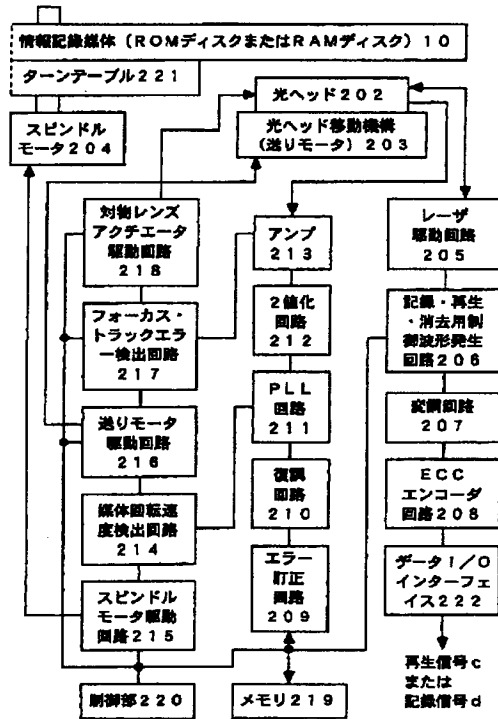 情報記録媒体(ROMディスクまたはRAMディスク)10
ターンテーブル221
スピンドル
モータ204
光ヘッド202
光ヘッド移動機構
(送りモータ)203
対物レンズ
アクチエータ
駆動回路
218
フォーカス・
トラックエラ
ー検出回路
217
送りモータ
駆動回路
216
媒体回転速
度検出回路
214
スピンドル
モータ駆動
回路215
制御部220
アンプ
213
2値化
回路
212
PLL
回路
211
復調
回路
210
エラー
訂正
回路
209
メモリ219
レーザ
駆動回路
205
記録・再生
・消去用制
御波形発生
回路206
変調回路
207
ECC
エンコーダ
回路208
データI/O
インターフェ
イス222
再生信号c
または
記録信号d